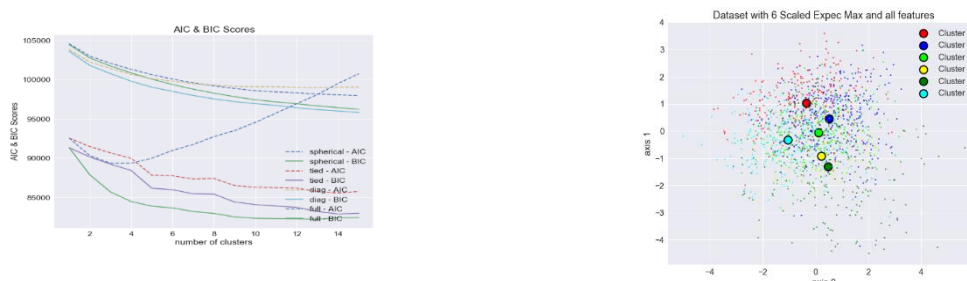 AIC & BIC Scores
105000
100000
95000
90000
85000
AIC & BIC Scores
2 4 6 8 10 12 14
number of clusters
spherical - AIC
spherical - BIC
tied - AIC
tied - BIC
diag - AIC
diag - BIC
full - AIC
full - BIC
Dataset with 6 Scaled Expec Max and all features
4
3
2
1
0
−1
−2
−3
−4
axis 1
−4 −2 0 2 4
Cluster
Cluster
Cluster
Cluster
Cluster
Cluster